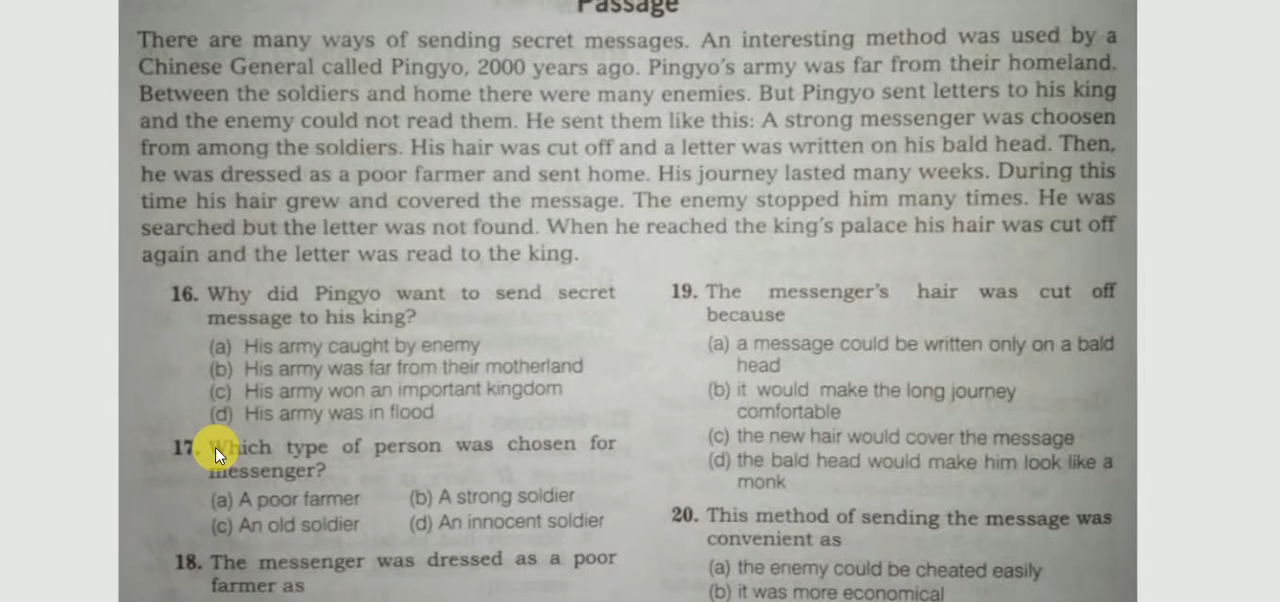 Passage
There are many ways of sending secret messages. An interesting method was used by a
Chinese General called Pingyo, 2000 years ago. Pingyo's army was far from their homeland.
Between the soldiers and home there were many enemies. But Pingyo sent letters to his king
and the enemy could not read them. He sent them like this: A strong messenger was choosen
from among the soldiers. His hair was cut off and a letter was written on his bald head. Then,
he was dressed as a poor farmer and sent home. His journey lasted many weeks. During this
time his hair grew and covered the message. The enemy stopped him many times. He was
searched but the letter was not found. When he reached the king's palace his hair was cut off
again and the letter was read to the king.
16. Why did Pingyo want to send secret
message to his king?
(a) His army caught by enemy
(b) His army was far from their motherland
(c) His army won an important kingdom
(d) His army was in flood
17. Which type of person was chosen for
messenger?
(a) A poor farmer (b) A strong soldier
(c) An old soldier (d) An innocent soldier
18. The messenger was dressed as a poor
farmer as
19. The messenger's hair was cut off
because
(a) a message could be written only on a bald
head
(b) it would make the long journey
comfortable
(c) the new hair would cover the message
(d) the bald head would make him look like a
monk
20. This method of sending the message was
convenient as
(a) the enemy could be cheated easily
(b) it was more economical